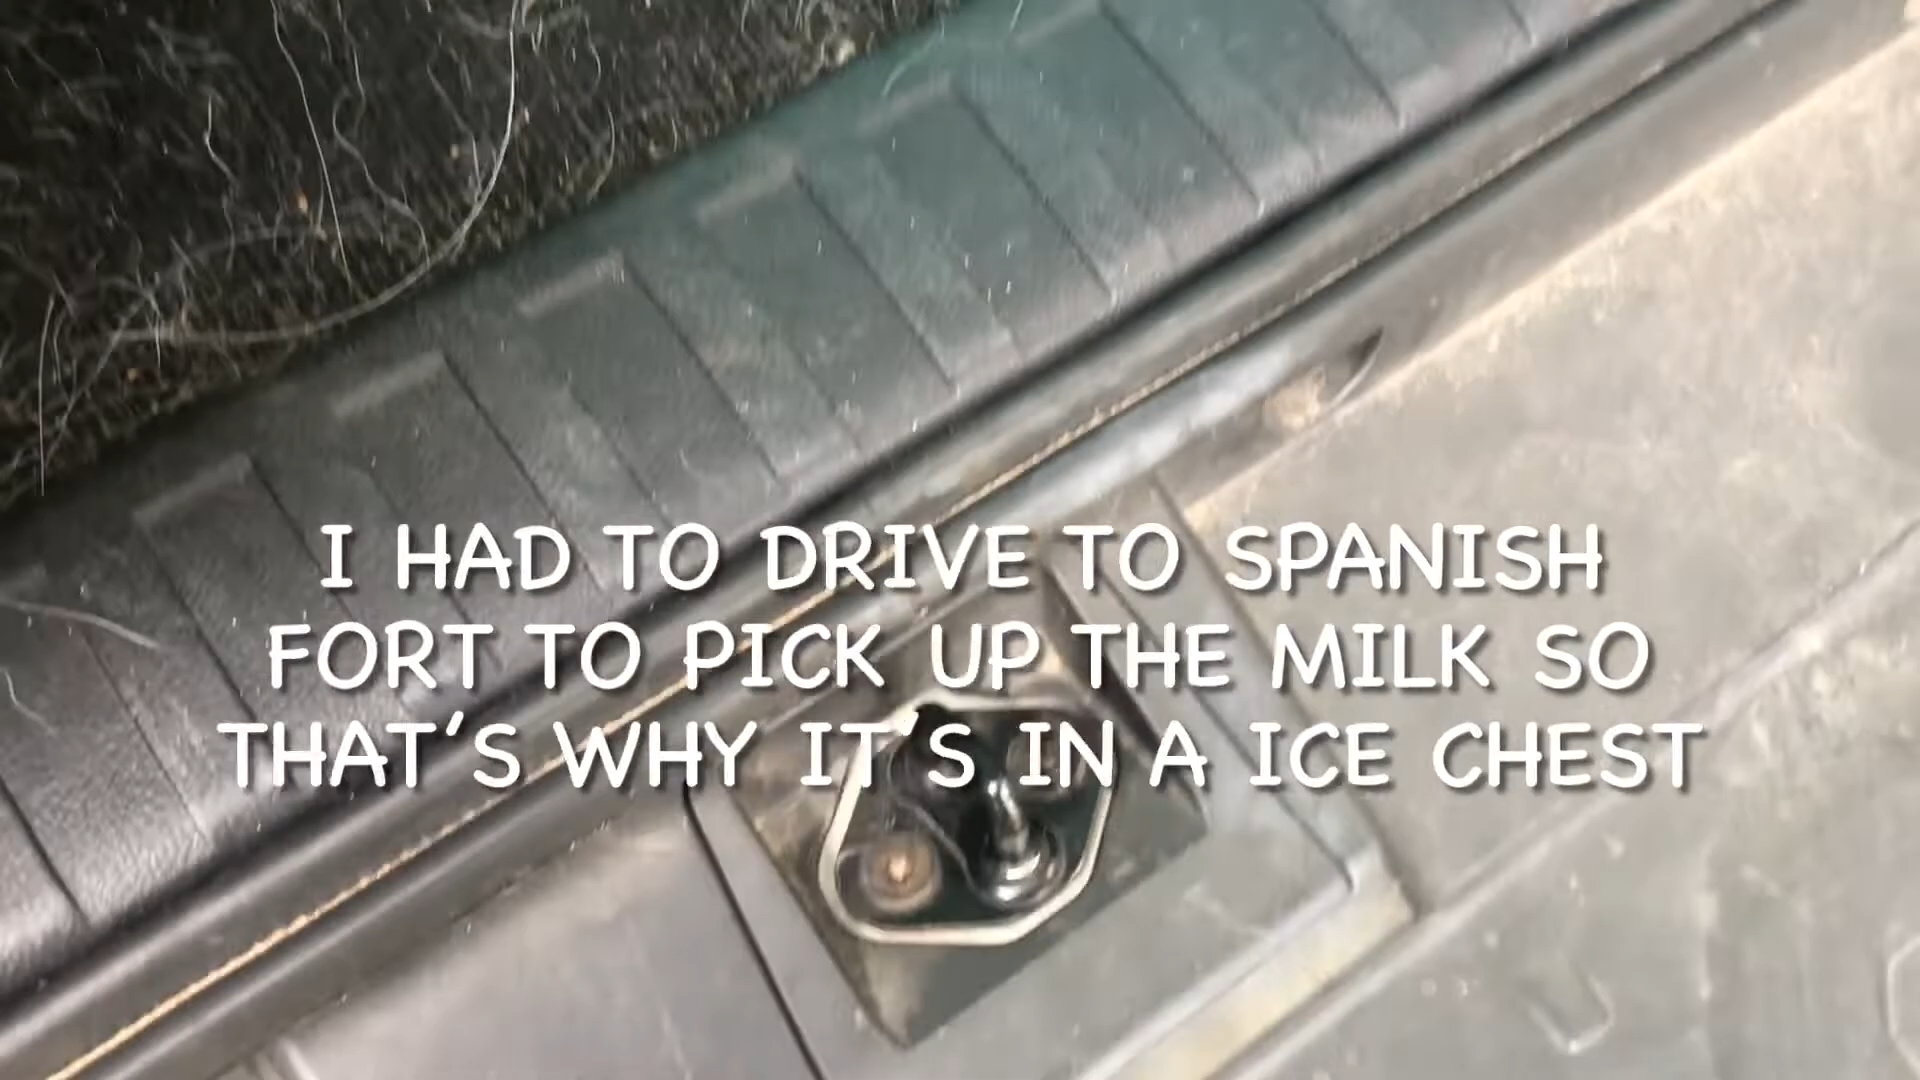 I HAD TO DRIVE TO SPANISH
FORT TO PICK UP THE MILK SO
THAT'S WHY IT'S IN A ICE CHEST